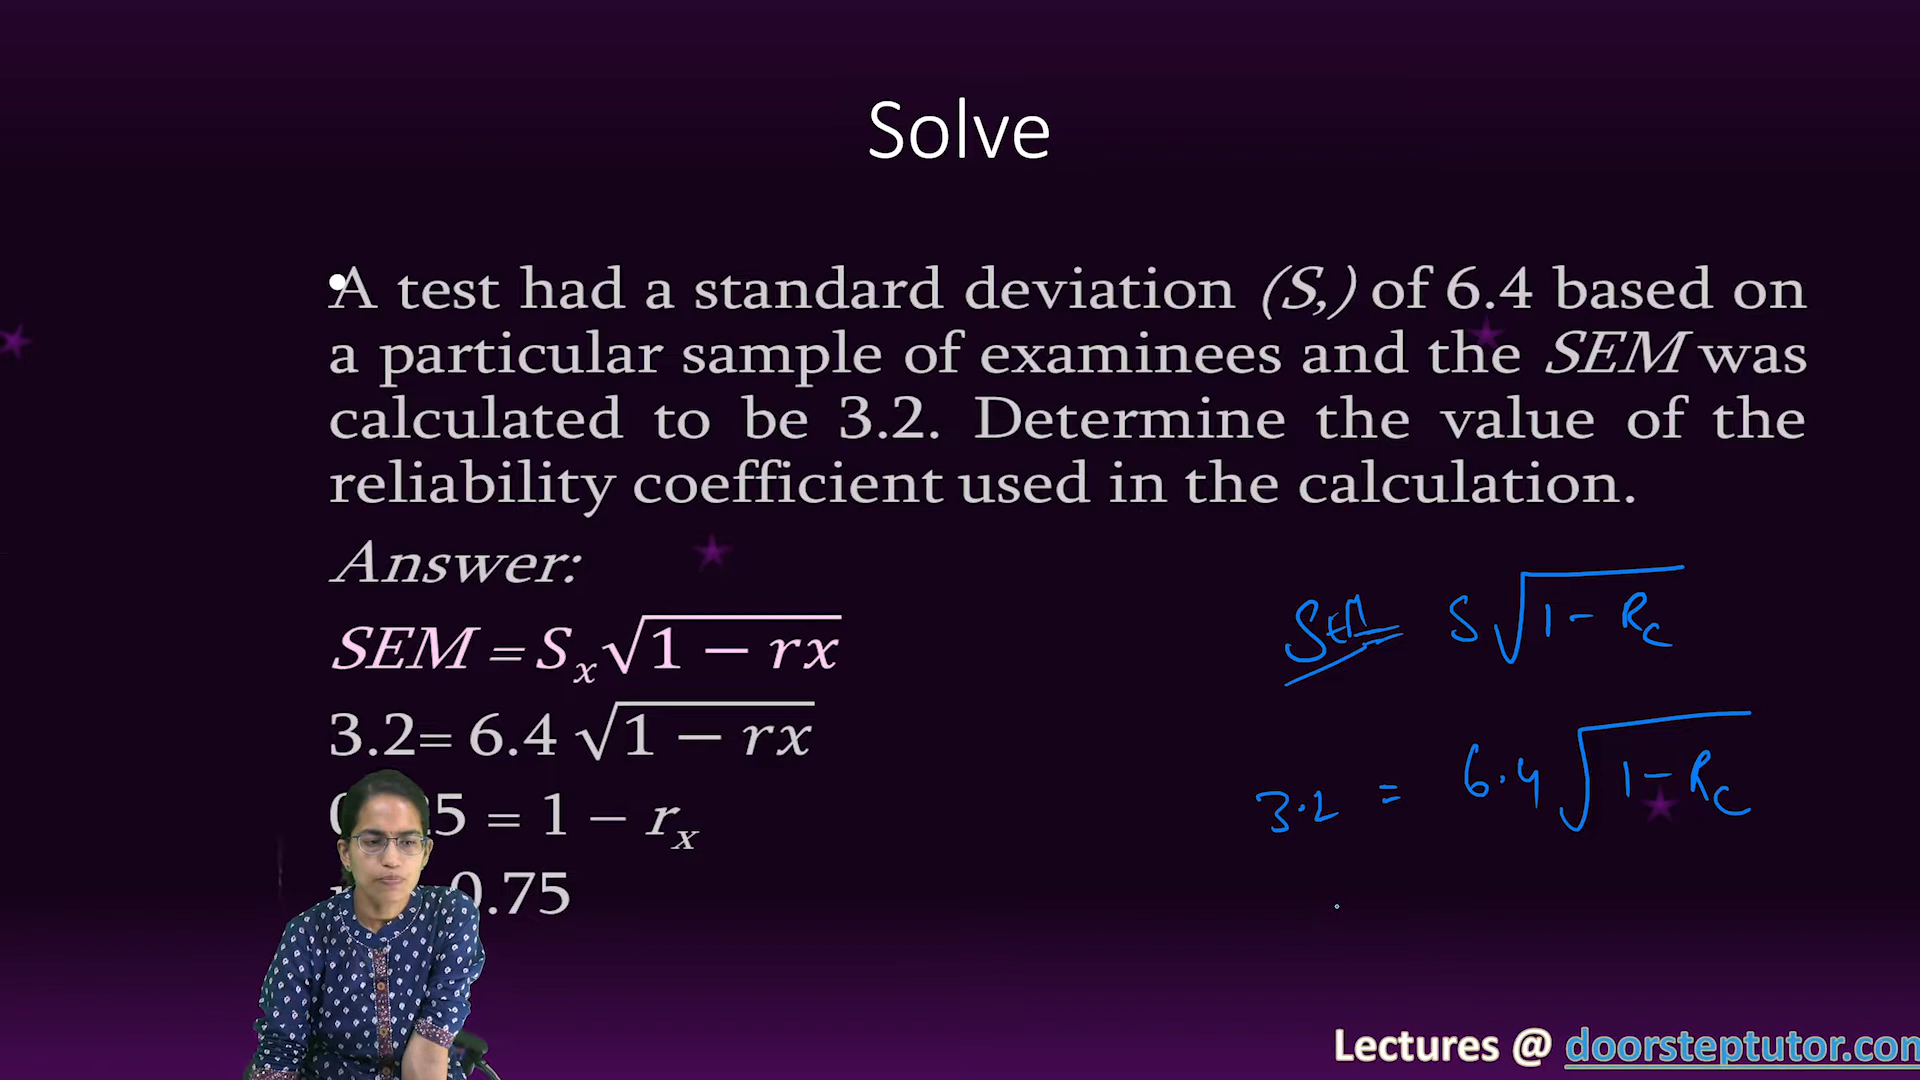 Solve
•A test had a standard deviation (S,) of 6.4 based on
a particular sample of examinees and the SEM was
calculated to be 3.2. Determine the value of the
reliability coefficient used in the calculation.
Answer:
SEM = Sₓ√1 − rx
3.2= 6.4 √1 − rx
25 = 1 − rₓ
0.75
SEM S√1 - Rc
3.2 = 6.4√1 - Rc
Lectures @ doorsteptutor.com